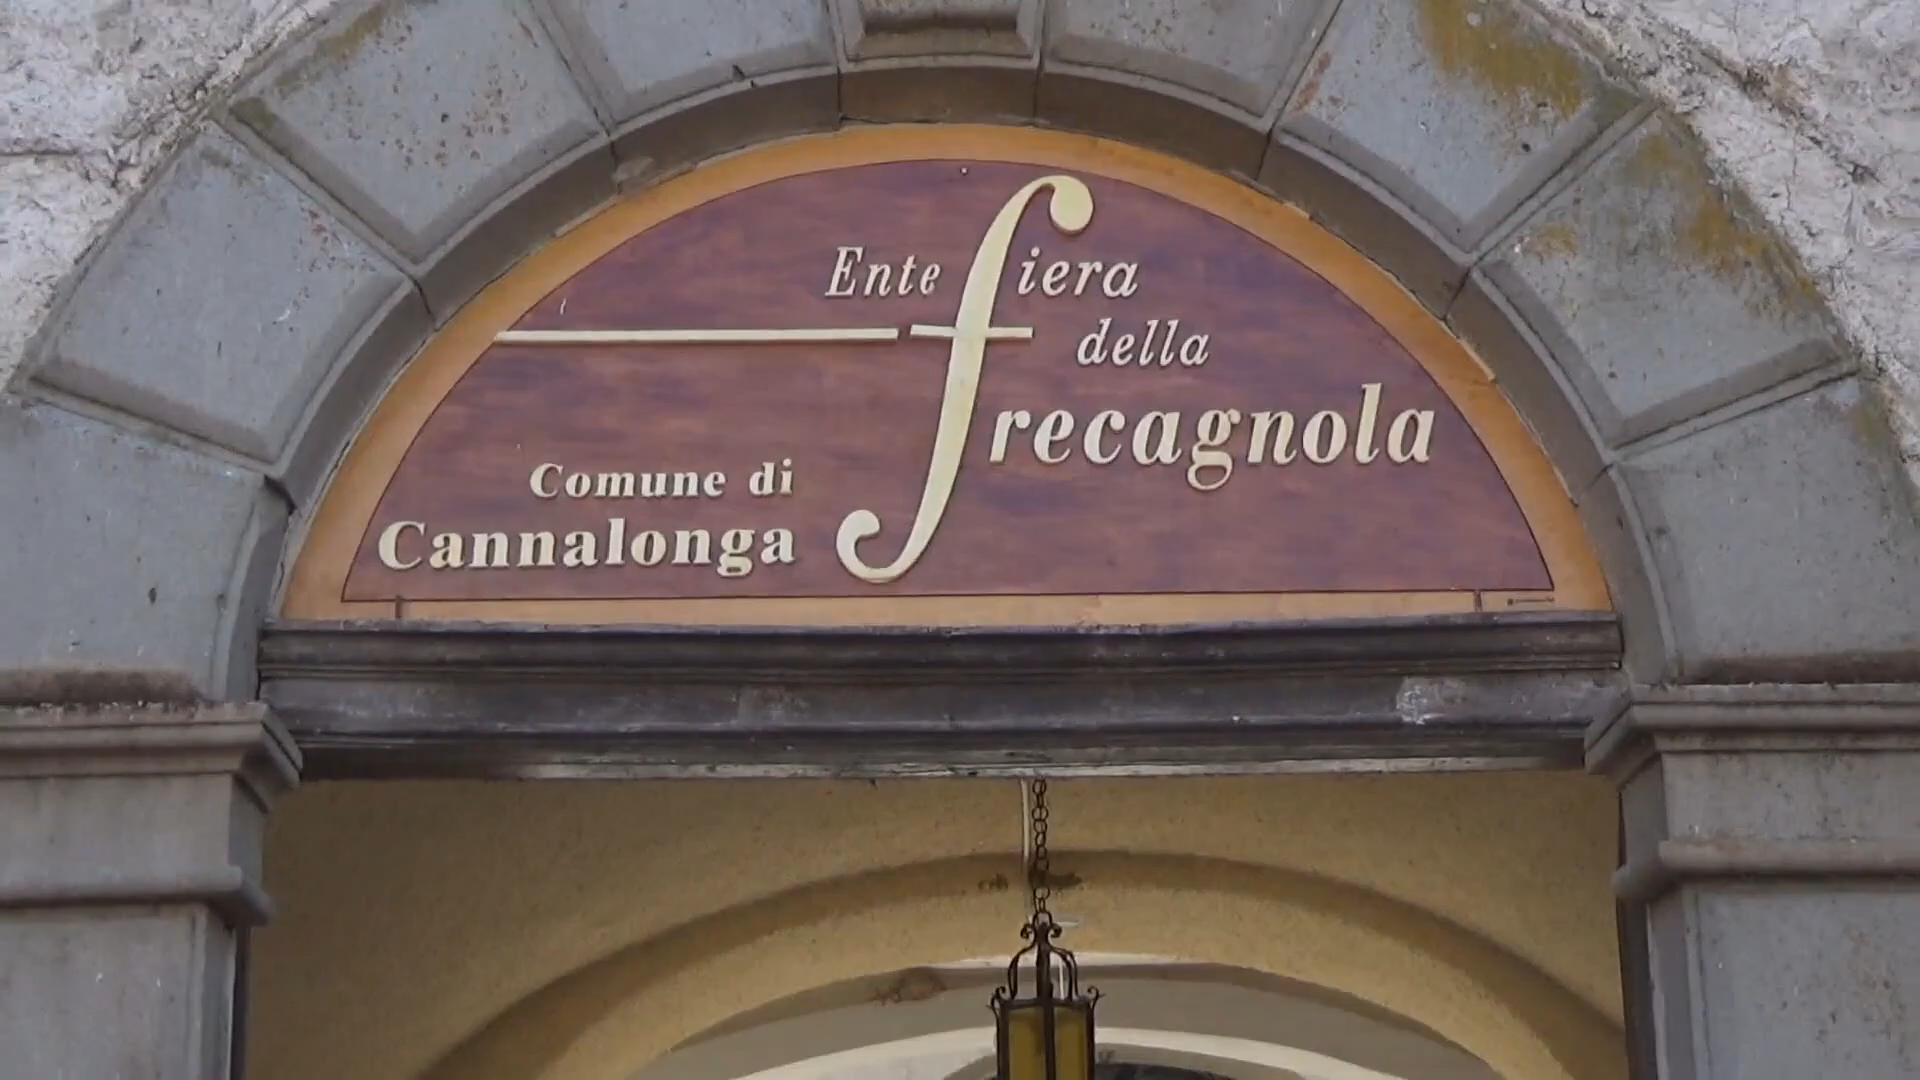 Ente fiera
della
frecagnola
Comune di
Cannalonga